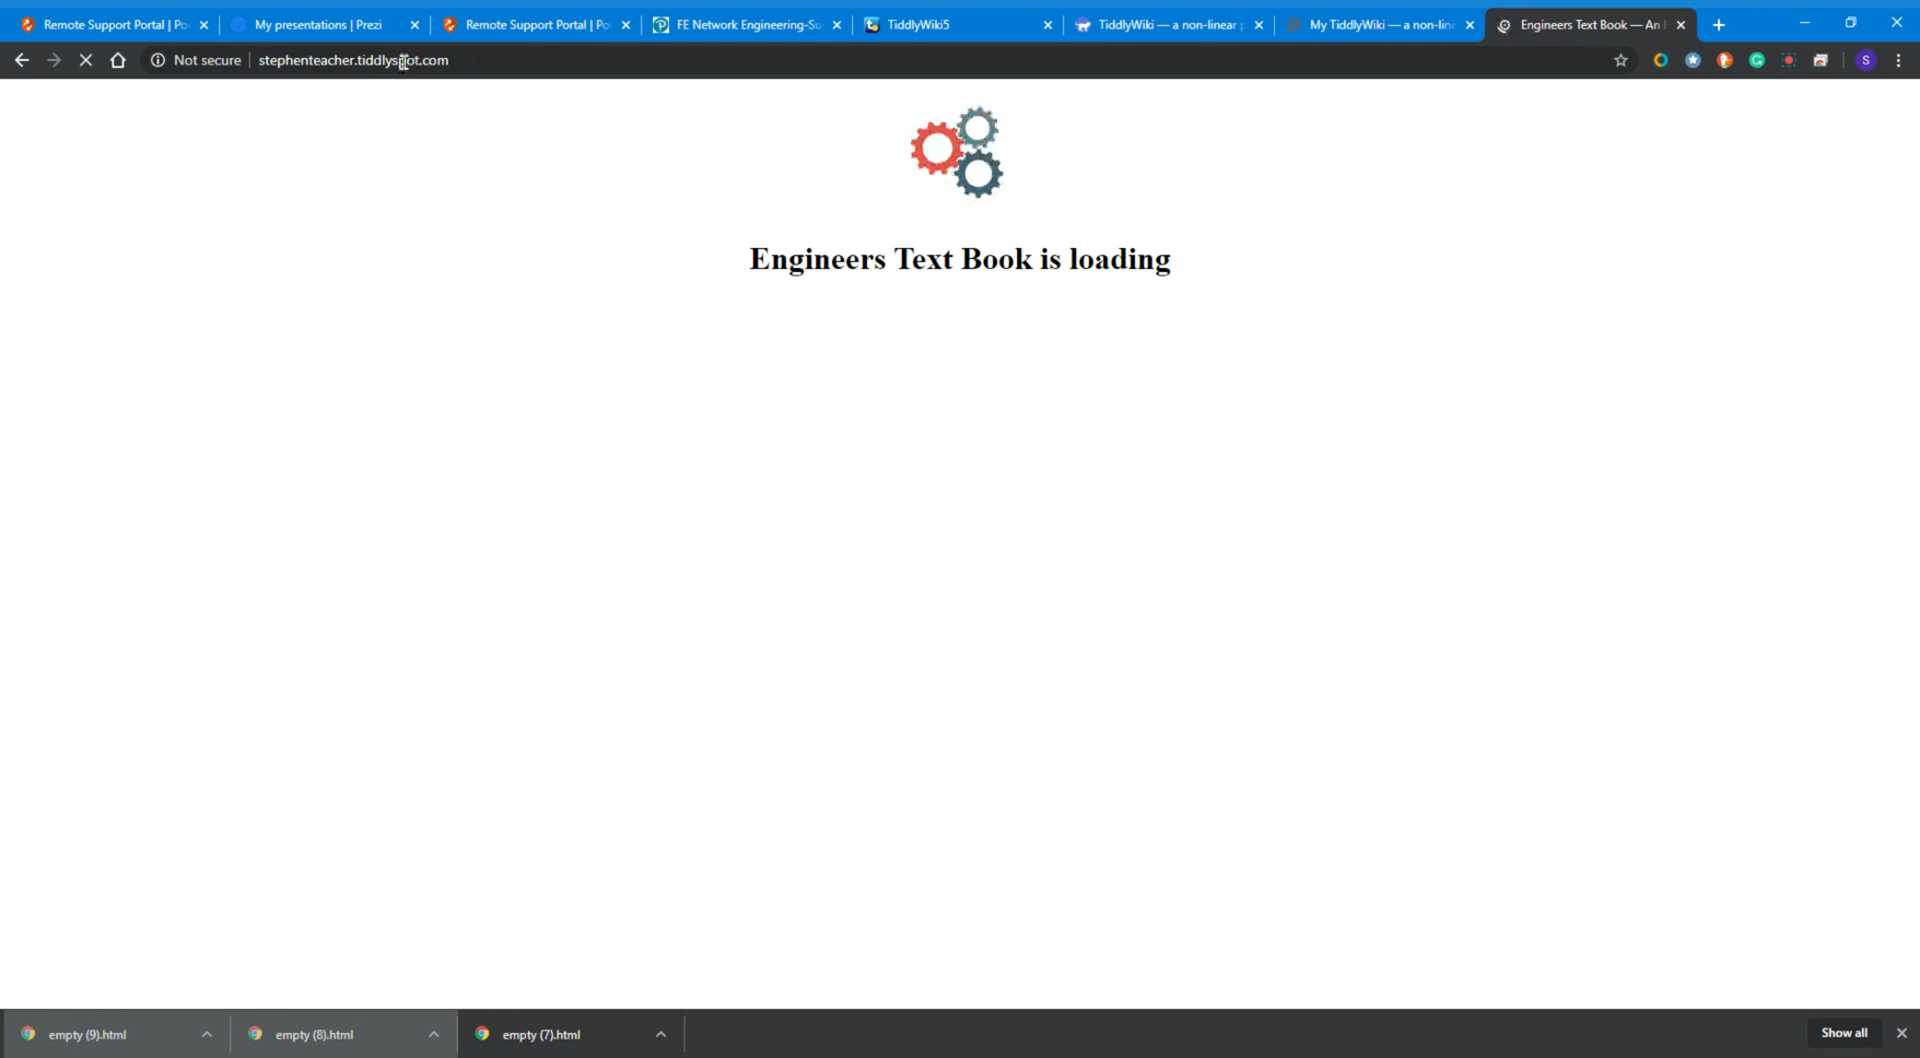 Remote Support Portal | Po
My presentations | Prezi
Remote Support Portal | Po
FE Network Engineering-Su
TiddlyWiki5
TiddlyWiki — a non-linear
My TiddlyWiki — a non-line
Engineers Text Book — An
Not secure
stephenteacher.tiddlyspot.com
S
Engineers Text Book is loading
empty (9).html
empty (8).html
empty (7).html
Show all